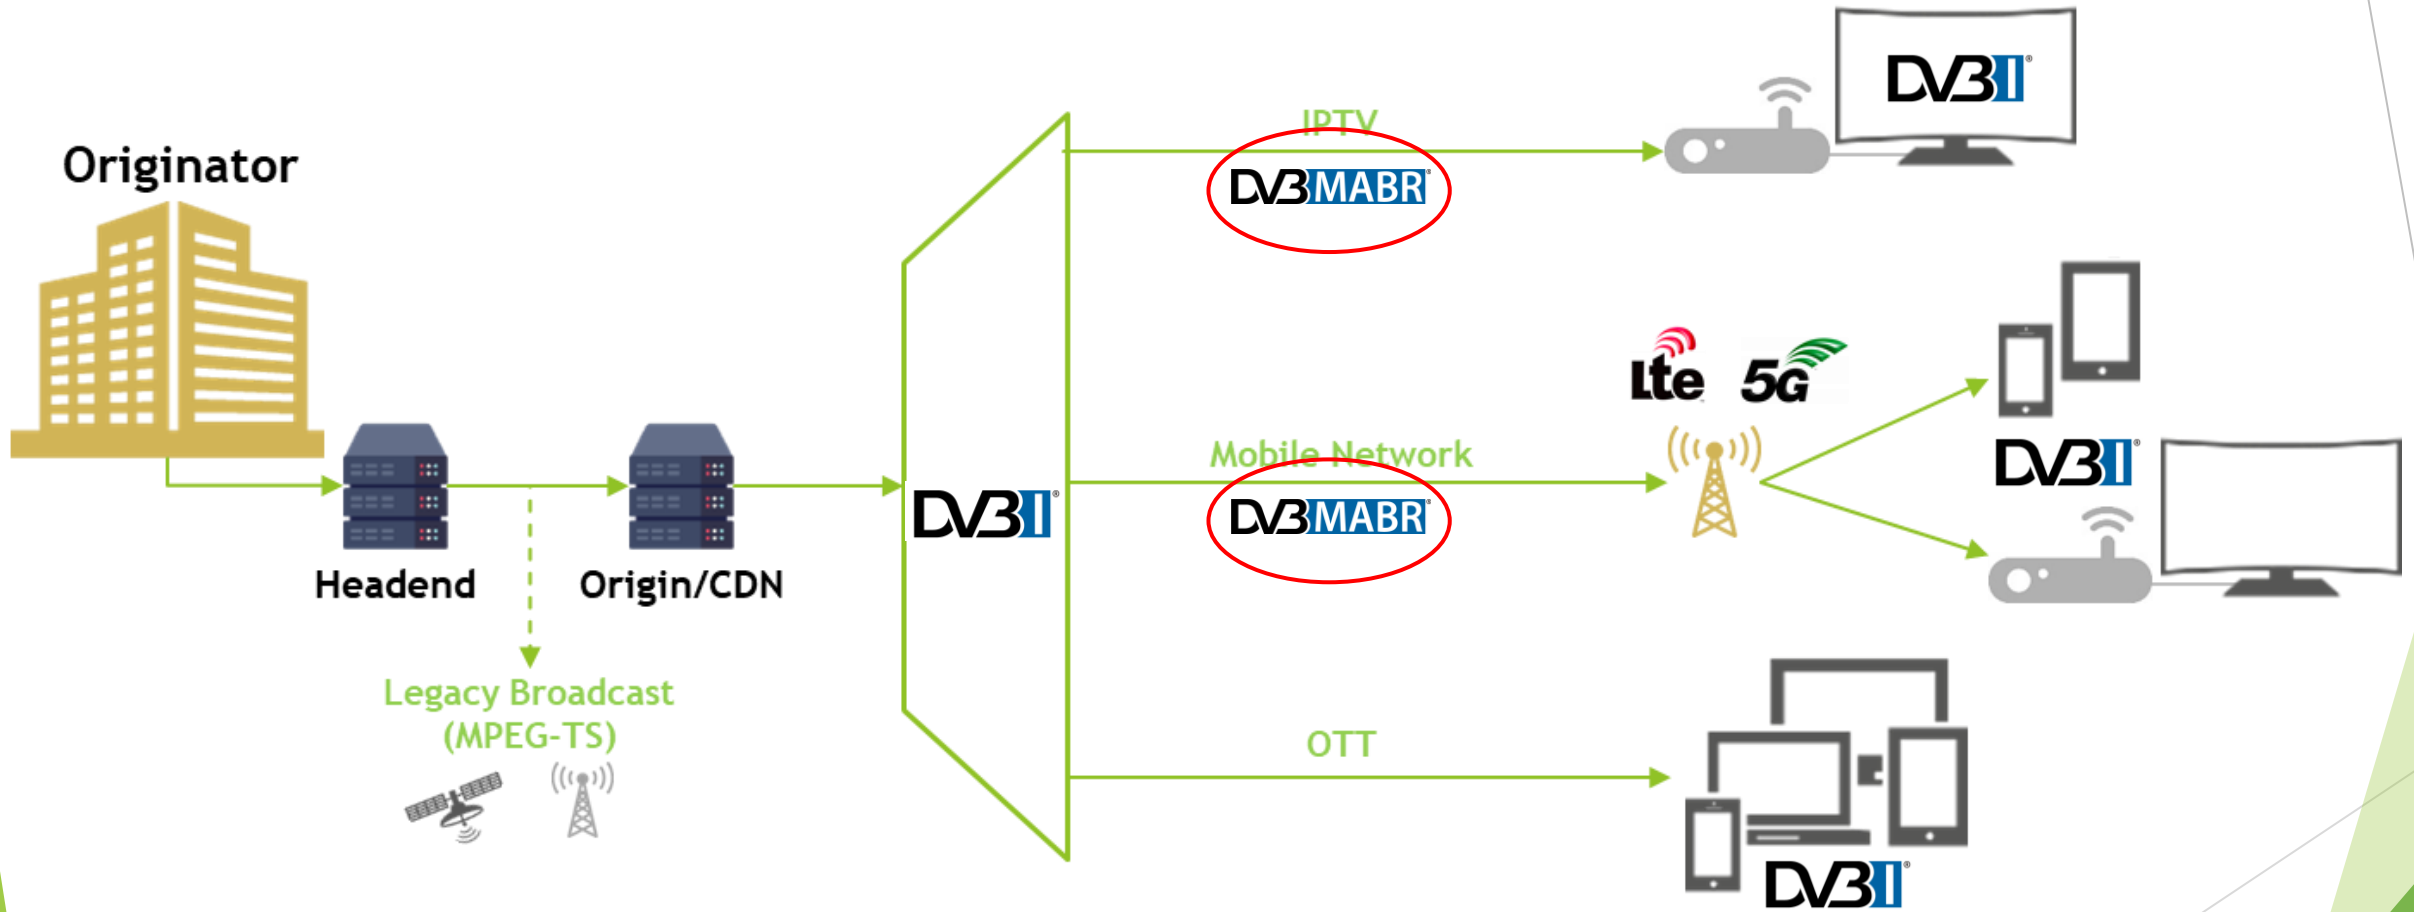 Originator
Headend
Origin/CDN
Legacy Broadcast
(MPEG-TS)
DVB I®
IPTV
DVB MABR®
DVB I®
Mobile Network
DVB MABR®
Lte
5G
DVB I®
OTT
DVB I®